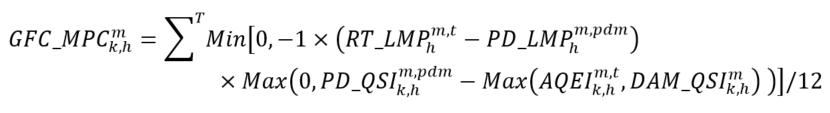 GFC_MPC^m_{k,h} = ∑^T Min[0, −1 × (RT_LMP^{m,t}_h − PD_LMP^{m,pdm}_h)
× Max(0, PD_QSI^{m,pdm}_{k,h} − Max(AQEI^{m,t}_{k,h}, DAM_QSI^m_{k,h}) )]/12